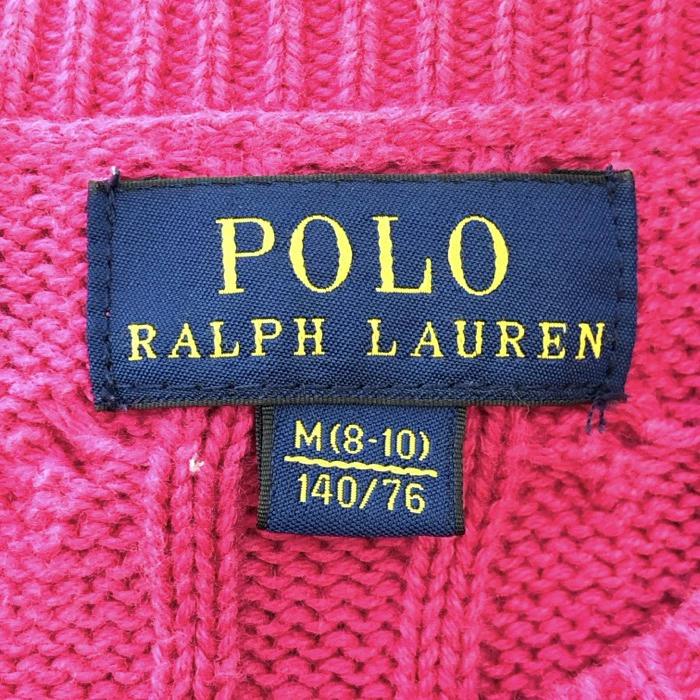 POLO
RALPH LAUREN
M(8-10)
140/76